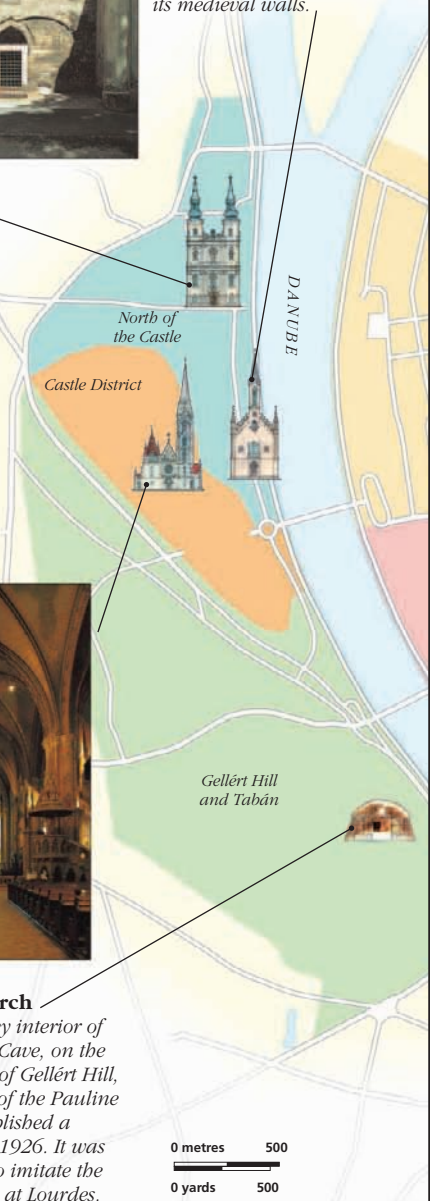 its medieval walls.
DANUBE
North of
the Castle
Castle District
Gellért Hill
and Tabán
rch
y interior of
Cave, on the
of Gellért Hill,
of the Pauline
blished a
1926. It was
o imitate the
at Lourdes.
0 metres 500
0 yards 500